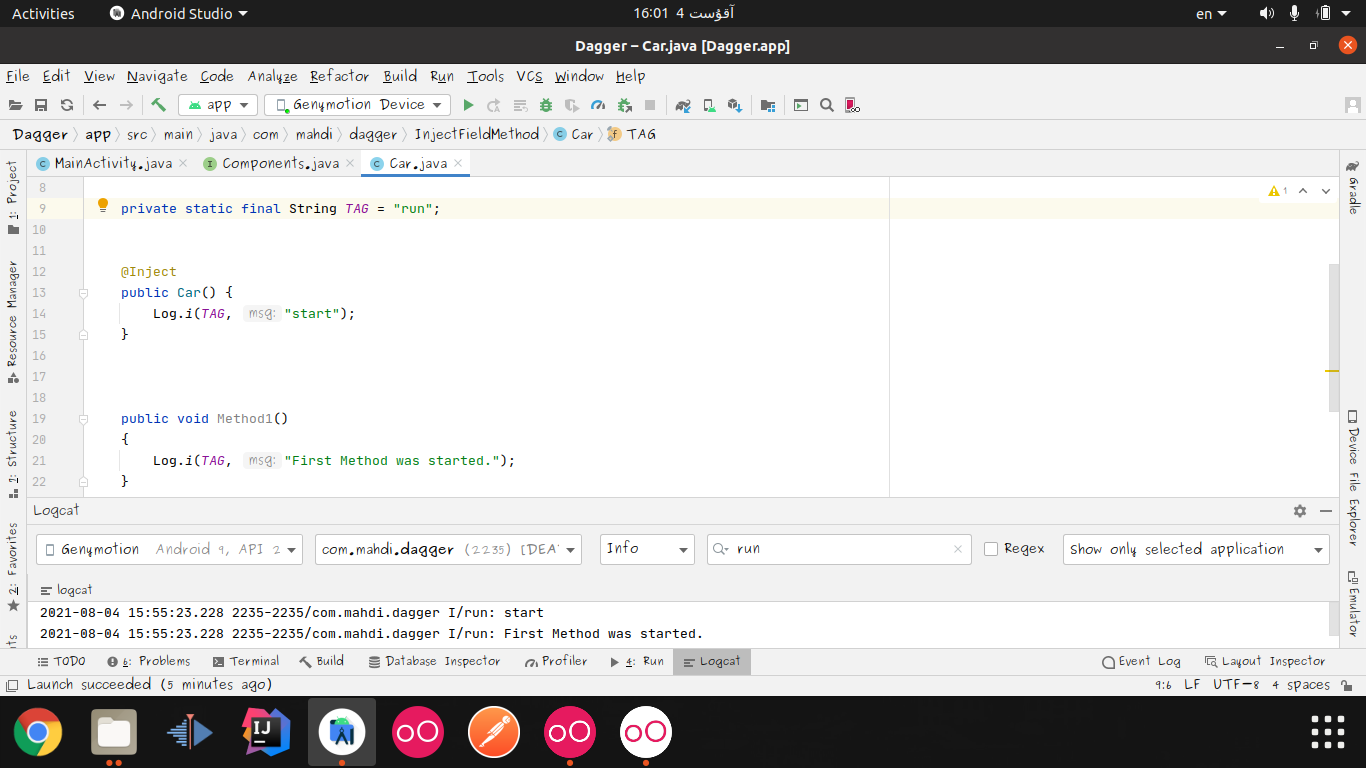 Activities Android Studio 16:01 4 آگۇست en
Dagger – Car.java [Dagger.app]
File Edit View Navigate Code Analyze Refactor Build Run Tools VCS Window Help
app Genymotion Device
Dagger app src main java com mahdi dagger InjectFieldMethod Car TAG
MainActivity.java Components.java Car.java
1: Project
Resource Manager
7: Structure
2: Favorites
8
9 private static final String TAG = "run"; 1
10
11
12 @Inject
13 public Car() {
14 Log.i(TAG, msg: "start");
15 }
16
17
18
19 public void Method1()
20 {
21 Log.i(TAG, msg: "First Method was started.");
22 }
Gradle
Device File Explorer
Emulator
Logcat
Genymotion Android 9, API 2 com.mahdi.dagger (2235) [DEA Info run Regex Show only selected application
logcat
2021-08-04 15:55:23.228 2235-2235/com.mahdi.dagger I/run: start
2021-08-04 15:55:23.228 2235-2235/com.mahdi.dagger I/run: First Method was started.
TODO 6: Problems Terminal Build Database Inspector Profiler 4: Run Logcat Event Log Layout Inspector
Launch succeeded (5 minutes ago) 9:6 LF UTF-8 4 spaces